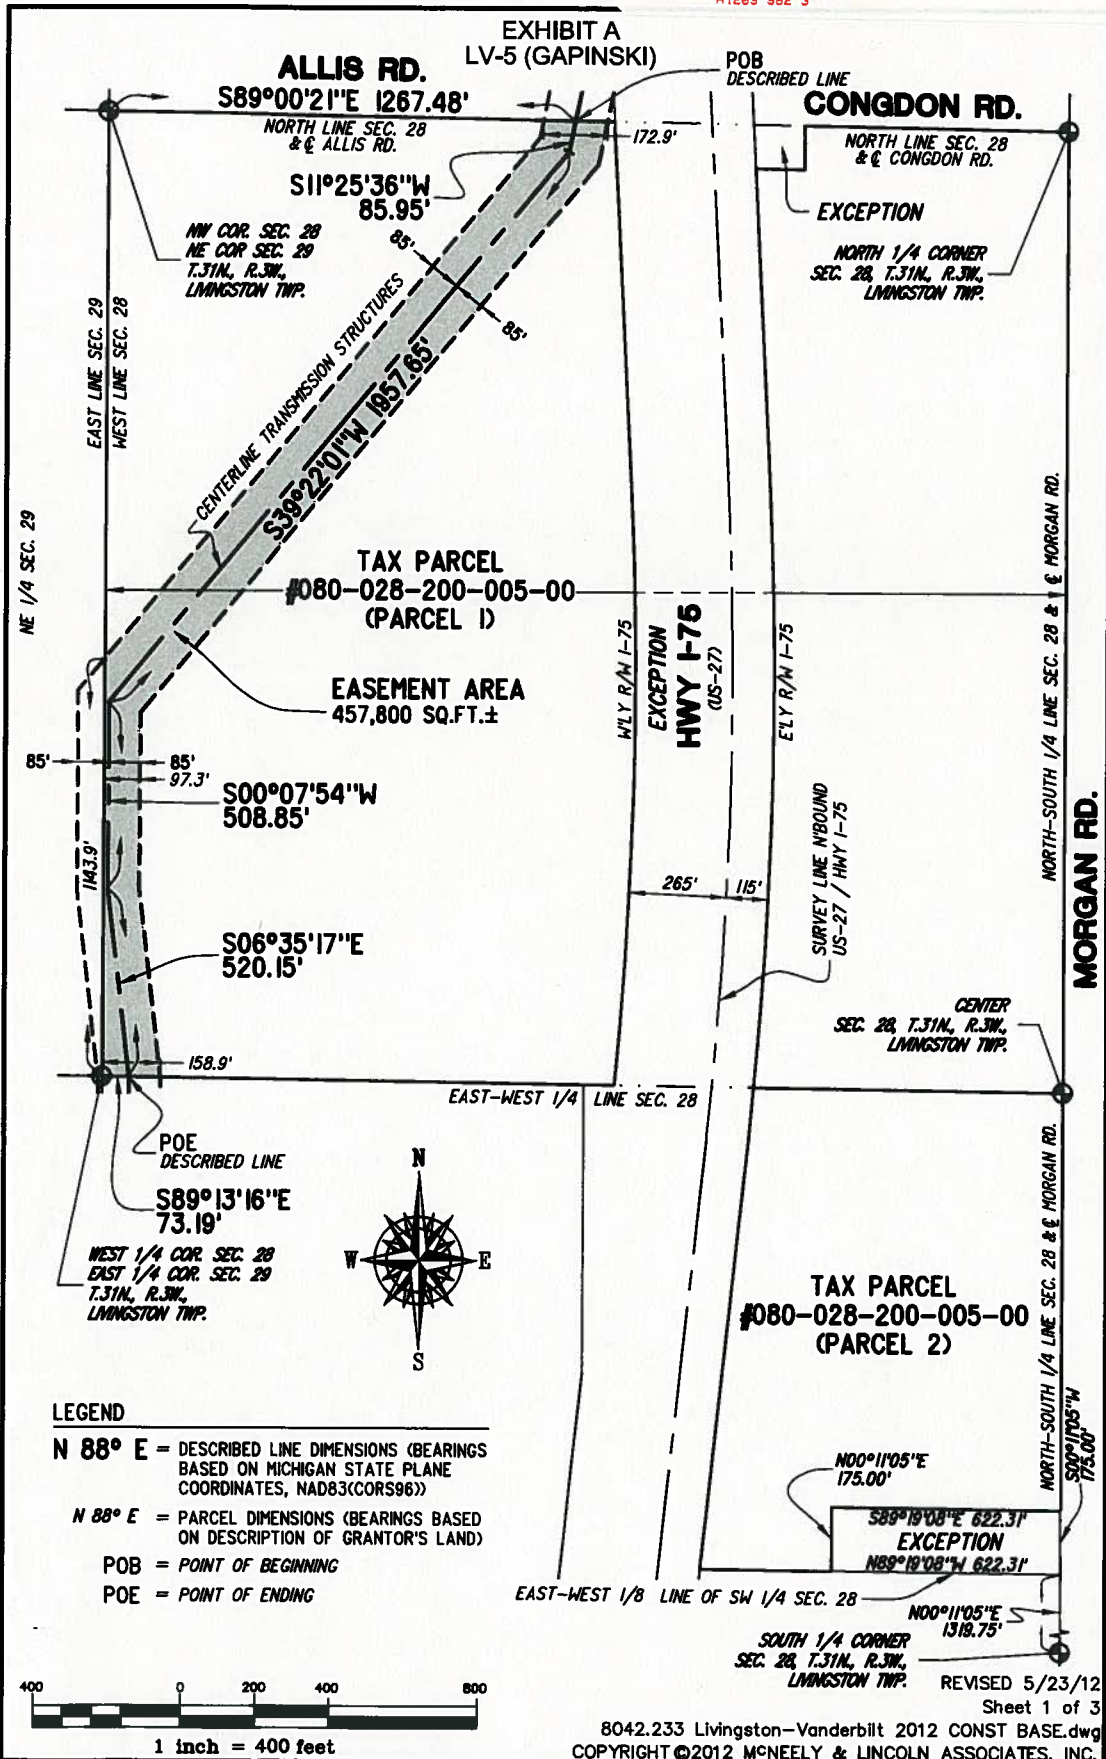 EXHIBIT A
LV-5 (GAPINSKI)
ALLIS RD.
S89°00'21"E 1267.48'
NORTH LINE SEC. 28
& ℄ ALLIS RD.
POB
DESCRIBED LINE
CONGDON RD.
NORTH LINE SEC. 28
& ℄ CONGDON RD.
172.9'
S11°25'36"W
85.95'
EXCEPTION
NW COR. SEC. 28
NE COR SEC. 29
T.31N., R.3W.,
LIVINGSTON TWP.
NORTH 1/4 CORNER
SEC. 28, T.31N., R.3W.,
LIVINGSTON TWP.
85'
85'
EAST LINE SEC. 29
WEST LINE SEC. 28
CENTERLINE TRANSMISSION STRUCTURES
S39°22'01"W 1957.65'
NE 1/4 SEC. 29
TAX PARCEL
#080-028-200-005-00
(PARCEL 1)
W'LY R/W I-75
EXCEPTION
HWY I-75
(US-27)
E'LY R/W I-75
NORTH-SOUTH 1/4 LINE SEC. 28 & ℄ MORGAN RD.
MORGAN RD.
EASEMENT AREA
457,800 SQ.FT.±
85'
85'
97.3'
S00°07'54"W
508.85'
1143.9'
265'
115'
SURVEY LINE N'BOUND
US-27 / HWY I-75
S06°35'17"E
520.15'
CENTER
SEC. 28, T.31N., R.3W.,
LIVINGSTON TWP.
158.9'
EAST-WEST 1/4 LINE SEC. 28
POE
DESCRIBED LINE
S89°13'16"E
73.19'
WEST 1/4 COR. SEC. 28
EAST 1/4 COR. SEC. 29
T.31N., R.3W.,
LIVINGSTON TWP.
N
W
E
S
TAX PARCEL
#080-028-200-005-00
(PARCEL 2)
NORTH-SOUTH 1/4 LINE SEC. 28 & ℄ MORGAN RD.
S00°11'05"W
175.00'
LEGEND
N 88° E = DESCRIBED LINE DIMENSIONS (BEARINGS
BASED ON MICHIGAN STATE PLANE
COORDINATES, NAD83(CORS96))
N 88° E = PARCEL DIMENSIONS (BEARINGS BASED
ON DESCRIPTION OF GRANTOR'S LAND)
POB = POINT OF BEGINNING
POE = POINT OF ENDING
N00°11'05"E
175.00'
S89°19'08"E 622.31'
EXCEPTION
N89°19'08"W 622.31'
EAST-WEST 1/8 LINE OF SW 1/4 SEC. 28
N00°11'05"E
1319.75'
SOUTH 1/4 CORNER
SEC. 28, T.31N., R.3W.,
LIVINGSTON TWP.
400 0 200 400 800
1 inch = 400 feet
REVISED 5/23/12
Sheet 1 of 3
8042.233 Livingston-Vanderbilt 2012 CONST BASE.dwg
COPYRIGHT ©2012 McNEELY & LINCOLN ASSOCIATES, INC.